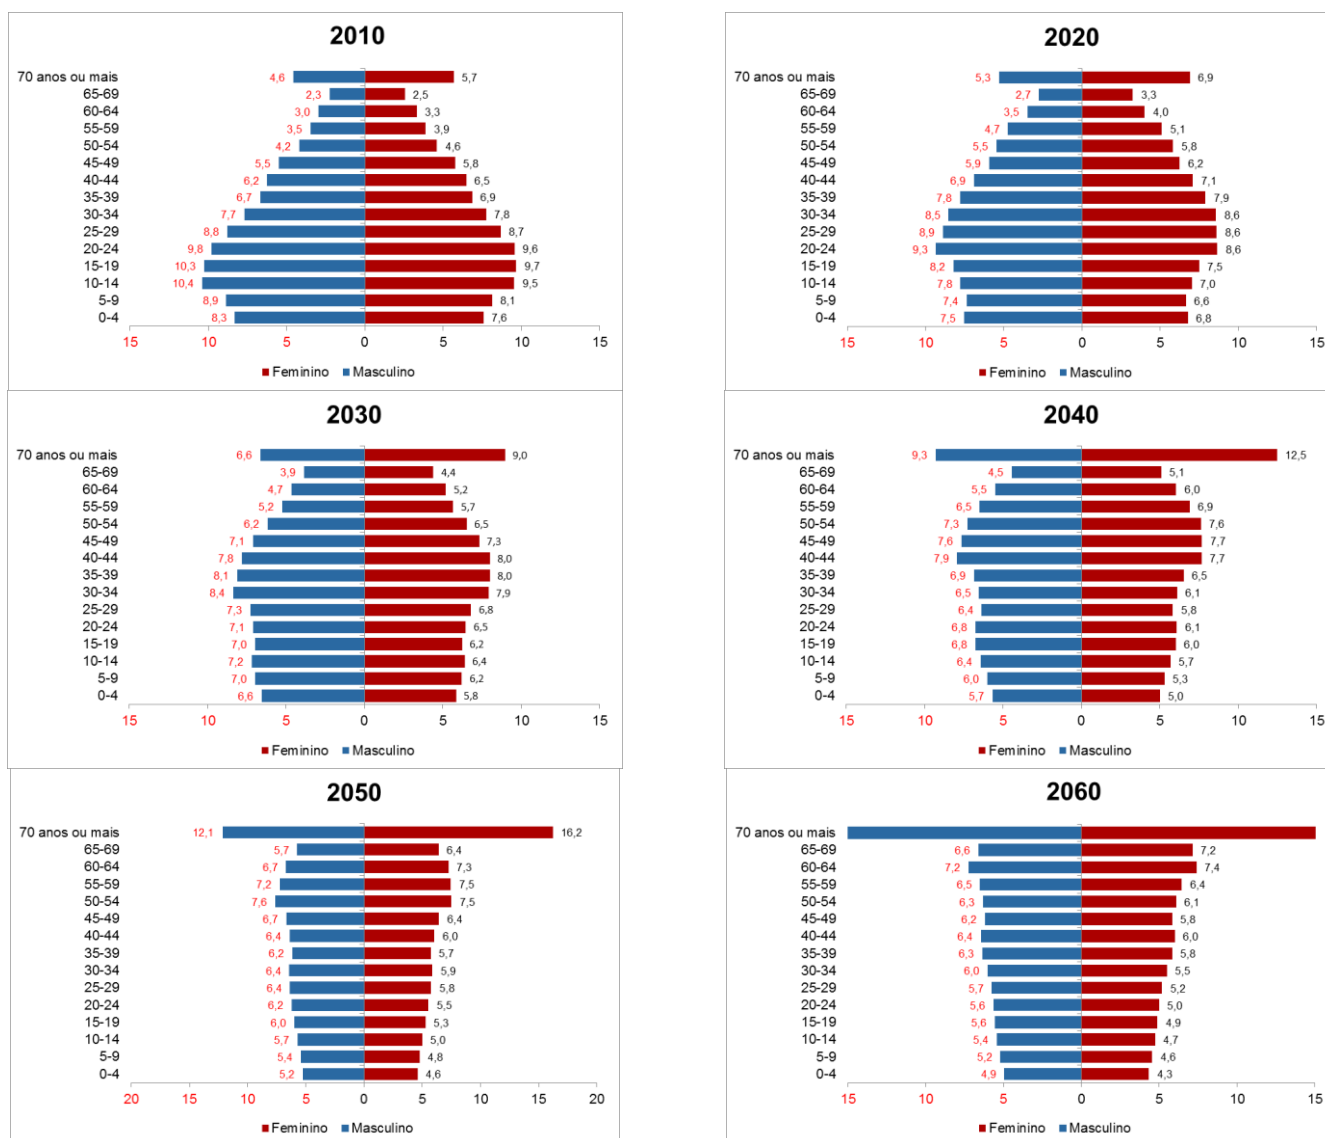 2010
70 anos ou mais 4,6 5,7
65-69 2,3 2,5
60-64 3,0 3,3
55-59 3,5 3,9
50-54 4,2 4,6
45-49 5,5 5,8
40-44 6,2 6,5
35-39 6,7 6,9
30-34 7,7 7,8
25-29 8,8 8,7
20-24 9,8 9,6
15-19 10,3 9,7
10-14 10,4 9,5
5-9 8,9 8,1
0-4 8,3 7,6
15 10 5 0 5 10 15
Feminino Masculino
2020
70 anos ou mais 5,3 6,9
65-69 2,7 3,3
60-64 3,5 4,0
55-59 4,7 5,1
50-54 5,5 5,8
45-49 5,9 6,2
40-44 6,9 7,1
35-39 7,8 7,9
30-34 8,5 8,6
25-29 8,9 8,6
20-24 9,3 8,6
15-19 8,2 7,5
10-14 7,8 7,0
5-9 7,4 6,6
0-4 7,5 6,8
15 10 5 0 5 10 15
Feminino Masculino
2030
70 anos ou mais 6,6 9,0
65-69 3,9 4,4
60-64 4,7 5,2
55-59 5,2 5,7
50-54 6,2 6,5
45-49 7,1 7,3
40-44 7,8 8,0
35-39 8,1 8,0
30-34 8,4 7,9
25-29 7,3 6,8
20-24 7,1 6,5
15-19 7,0 6,2
10-14 7,2 6,4
5-9 7,0 6,2
0-4 6,6 5,8
15 10 5 0 5 10 15
Feminino Masculino
2040
70 anos ou mais 9,3 12,5
65-69 4,5 5,1
60-64 5,5 6,0
55-59 6,5 6,9
50-54 7,3 7,6
45-49 7,6 7,7
40-44 7,9 7,7
35-39 6,9 6,5
30-34 6,5 6,1
25-29 6,4 5,8
20-24 6,8 6,1
15-19 6,8 6,0
10-14 6,4 5,7
5-9 6,0 5,3
0-4 5,7 5,0
15 10 5 0 5 10 15
Feminino Masculino
2050
70 anos ou mais 12,1 16,2
65-69 5,7 6,4
60-64 6,7 7,3
55-59 7,2 7,5
50-54 7,6 7,5
45-49 6,7 6,4
40-44 6,4 6,0
35-39 6,2 5,7
30-34 6,4 5,9
25-29 6,4 5,8
20-24 6,2 5,5
15-19 6,0 5,3
10-14 5,7 5,0
5-9 5,4 4,8
0-4 5,2 4,6
20 15 10 5 0 5 10 15 20
Feminino Masculino
2060
70 anos ou mais
65-69 6,6 7,2
60-64 7,2 7,4
55-59 6,5 6,4
50-54 6,3 6,1
45-49 6,2 5,8
40-44 6,4 6,0
35-39 6,3 5,8
30-34 6,0 5,5
25-29 5,7 5,2
20-24 5,6 5,0
15-19 5,6 4,9
10-14 5,4 4,7
5-9 5,2 4,6
0-4 4,9 4,3
15 10 5 0 5 10 15
Feminino Masculino